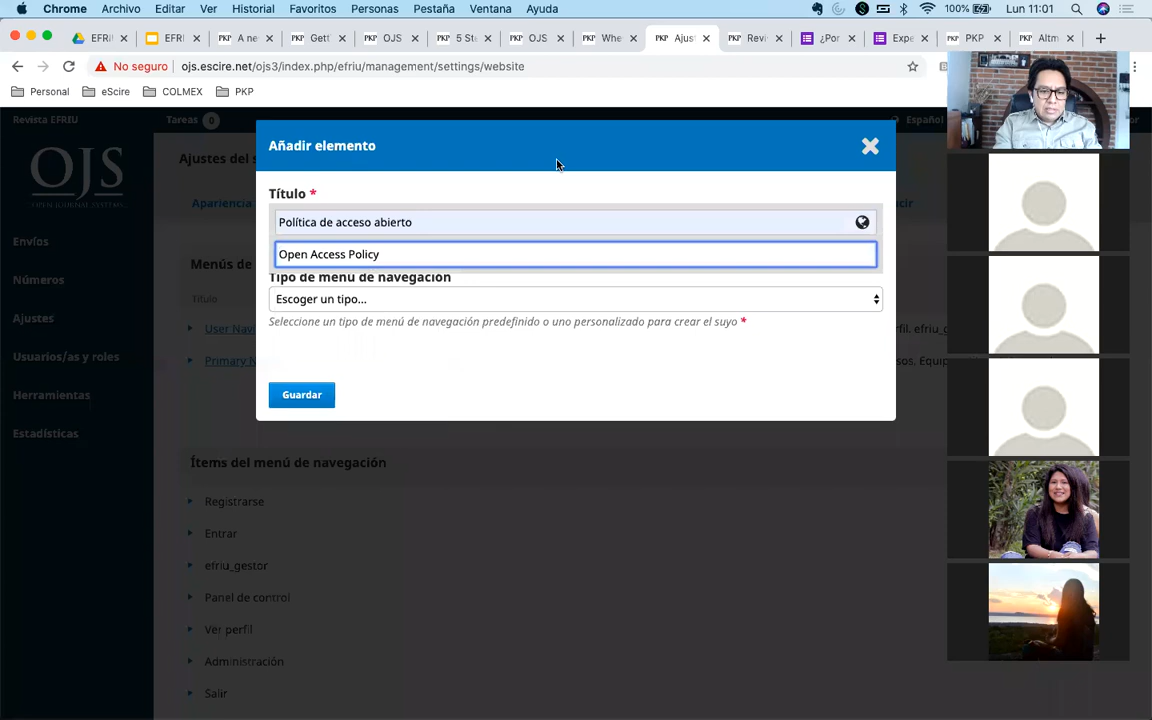 Chrome Archivo Editar Ver Historial Favoritos Personas Pestaña Ventana Ayuda 100% Lun 11:01
EFRI EFRI A ne Gett OJS 5 Ste OJS Whe Ajus Revi ¿Por Expe PKP Altm
No seguro ojs.escire.net/ojs3/index.php/efriu/management/settings/website
Personal eScire COLMEX PKP
Revista EFRIU Tareas 0 Español
Ajustes del s
OJS
OPEN JOURNAL SYSTEMS
Apariencia
Envíos
Números
Ajustes
Usuarios/as y roles
Herramientas
Estadísticas
Añadir elemento
Título *
Política de acceso abierto
Open Access Policy
Tipo de menú de navegación
Escoger un tipo...
Seleccione un tipo de menú de navegación predefinido o uno personalizado para crear el suyo *
Guardar
Menús de
Título
User Navi
rfil. efriu_g
Primary N
sos. Equip
Ítems del menú de navegación
Registrarse
Entrar
efriu_gestor
Panel de control
Ver perfil
Administración
Salir